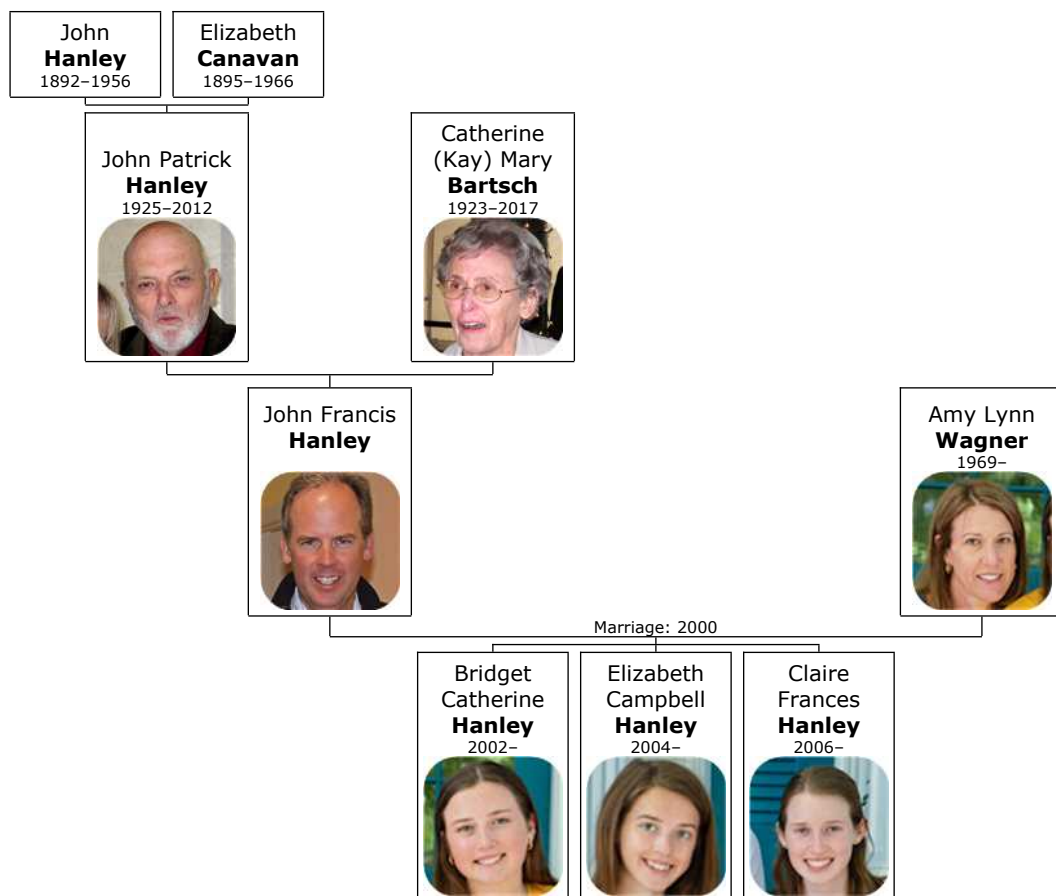 John
Hanley
1892–1956
Elizabeth
Canavan
1895–1966
John Patrick
Hanley
1925–2012
Catherine
(Kay) Mary
Bartsch
1923–2017
John Francis
Hanley
Amy Lynn
Wagner
1969–
Marriage: 2000
Bridget
Catherine
Hanley
2002–
Elizabeth
Campbell
Hanley
2004–
Claire
Frances
Hanley
2006–